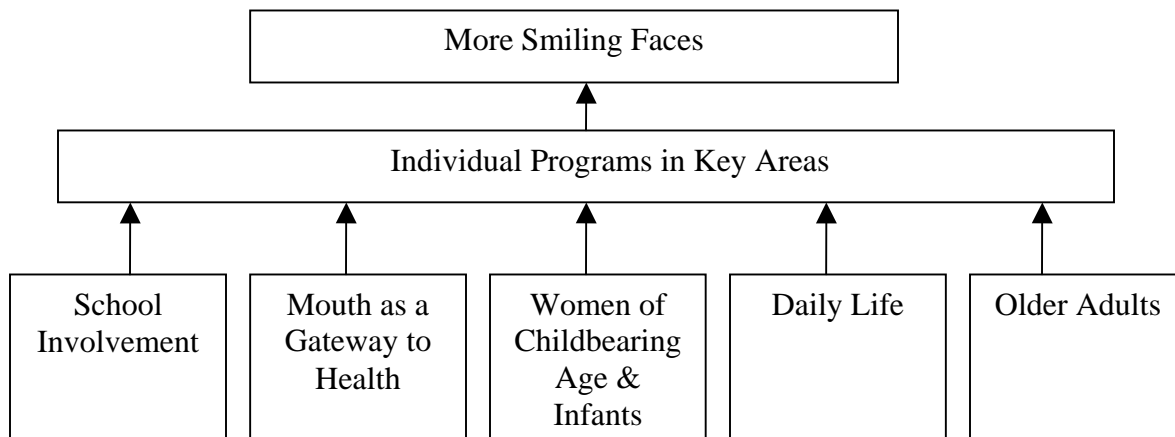 More Smiling Faces
Individual Programs in Key Areas
School
Involvement
Mouth as a
Gateway to
Health
Women of
Childbearing
Age &
Infants
Daily Life
Older Adults